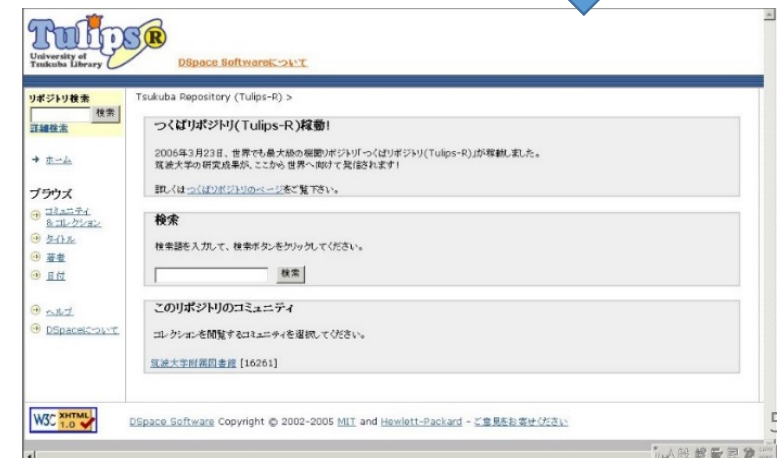 TulipsR
University of
Tsukuba Library
DSpace Softwareについて
リポジトリ検索
検索
詳細検索
ホーム
ブラウズ
コミュニティ
&コレクション
タイトル
著者
日付
ヘルプ
DSpaceについて
Tsukuba Repository (Tulips-R) >
つくばリポジトリ(Tulips-R)稼動!
2006年3月23日、世界でも最大級の機関リポジトリ「つくばリポジトリ(Tulips-R)」が稼動しました。
筑波大学の研究成果が、ここから世界へ向けて発信されます!
詳しくはつくばリポジトリのページをご覧下さい。
検索
検索語を入力して、検索ボタンをクリックしてください。
検索
このリポジトリのコミュニティ
コレクションを閲覧するコミュニティを選択してください。
筑波大学附属図書館 [16261]
W3C XHTML 1.0
DSpace Software Copyright © 2002-2005 MIT and Hewlett-Packard - ご意見をお寄せください